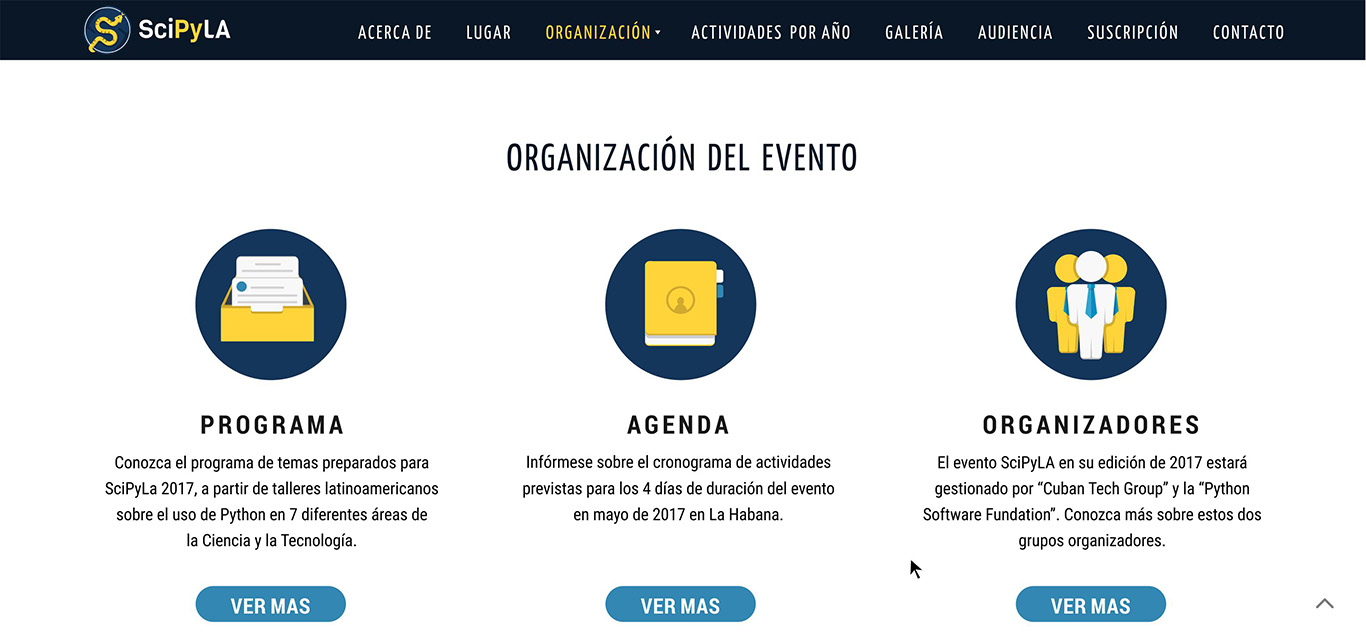 SciPyLA
ACERCA DE
LUGAR
ORGANIZACIÓN
ACTIVIDADES POR AÑO
GALERÍA
AUDIENCIA
SUSCRIPCIÓN
CONTACTO
ORGANIZACIÓN DEL EVENTO
PROGRAMA
Conozca el programa de temas preparados para
SciPyLa 2017, a partir de talleres latinoamericanos
sobre el uso de Python en 7 diferentes áreas de
la Ciencia y la Tecnología.
VER MAS
AGENDA
Infórmese sobre el cronograma de actividades
previstas para los 4 días de duración del evento
en mayo de 2017 en La Habana.
VER MAS
ORGANIZADORES
El evento SciPyLA en su edición de 2017 estará
gestionado por “Cuban Tech Group” y la “Python
Software Fundation”. Conozca más sobre estos dos
grupos organizadores.
VER MAS